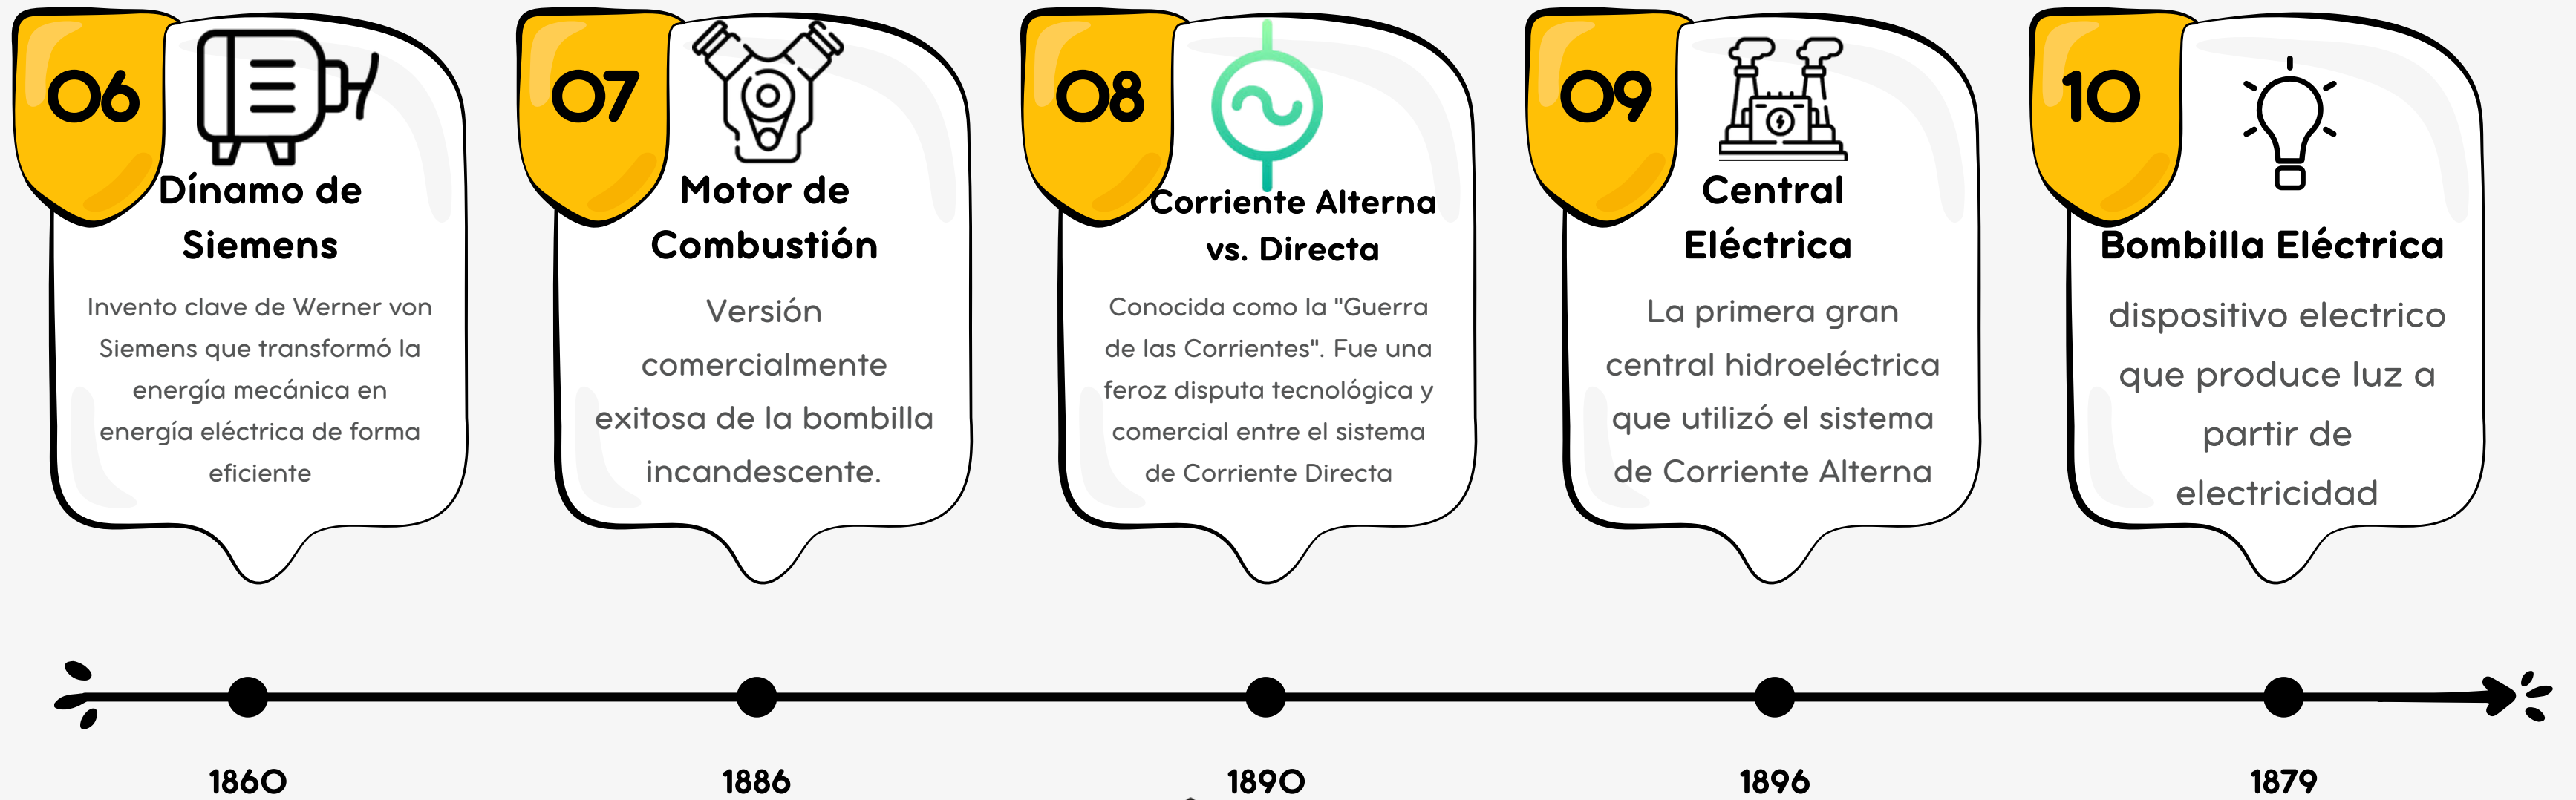 06
Dínamo de
Siemens
Invento clave de Werner von
Siemens que transformó la
energía mecánica en
energía eléctrica de forma
eficiente
07
Motor de
Combustión
Versión
comercialmente
exitosa de la bombilla
incandescente.
08
Corriente Alterna
vs. Directa
Conocida como la "Guerra
de las Corrientes". Fue una
feroz disputa tecnológica y
comercial entre el sistema
de Corriente Directa
09
Central
Eléctrica
La primera gran
central hidroeléctrica
que utilizó el sistema
de Corriente Alterna
10
Bombilla Eléctrica
dispositivo electrico
que produce luz a
partir de
electricidad
1860
1886
1890
1896
1879